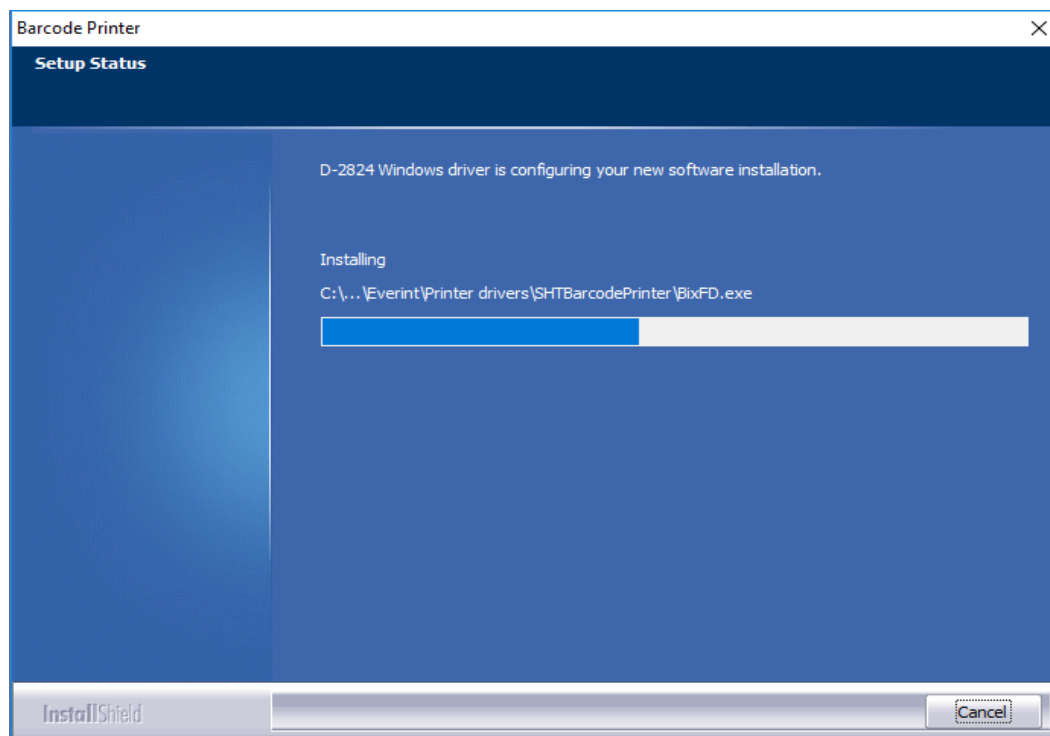 Barcode Printer
Setup Status
D-2824 Windows driver is configuring your new software installation.
Installing
C:\...\Everint\Printer drivers\SHTBarcodePrinter\BixFD.exe
InstallShield
Cancel